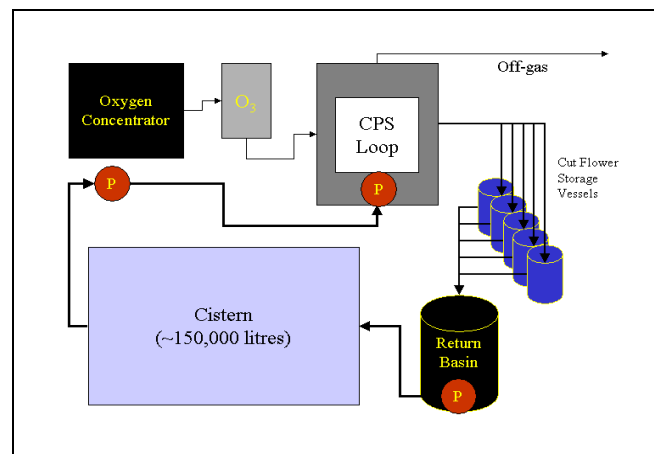 Off-gas
Oxygen
Concentrator
O₃
CPS
Loop
P
P
Cut Flower
Storage
Vessels
Cistern
(~150,000 litres)
Return
Basin
P